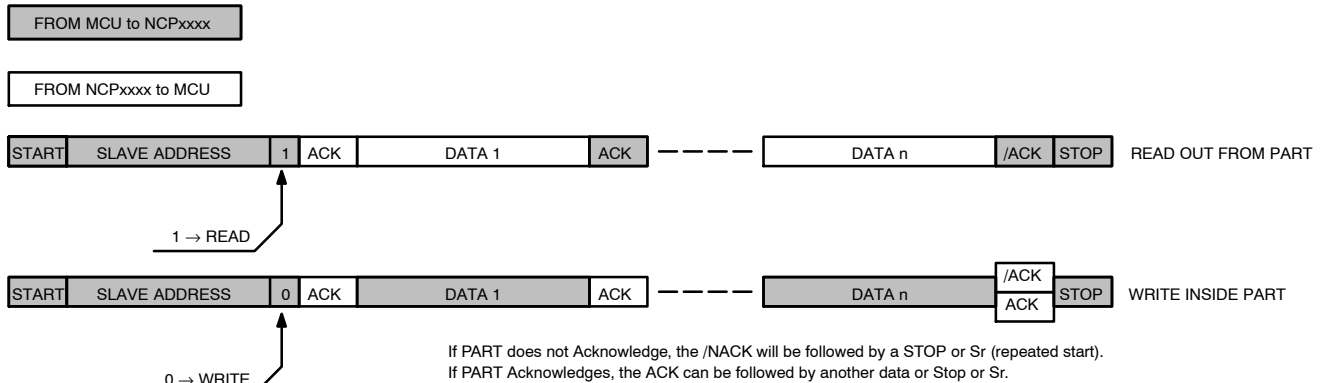 FROM MCU to NCPxxxx
FROM NCPxxxx to MCU
START SLAVE ADDRESS 1 ACK DATA 1 ACK DATA n /ACK STOP READ OUT FROM PART
1 → READ
START SLAVE ADDRESS 0 ACK DATA 1 ACK DATA n /ACK ACK STOP WRITE INSIDE PART
If PART does not Acknowledge, the /NACK will be followed by a STOP or Sr (repeated start).
If PART Acknowledges, the ACK can be followed by another data or Stop or Sr.
0 → WRITE